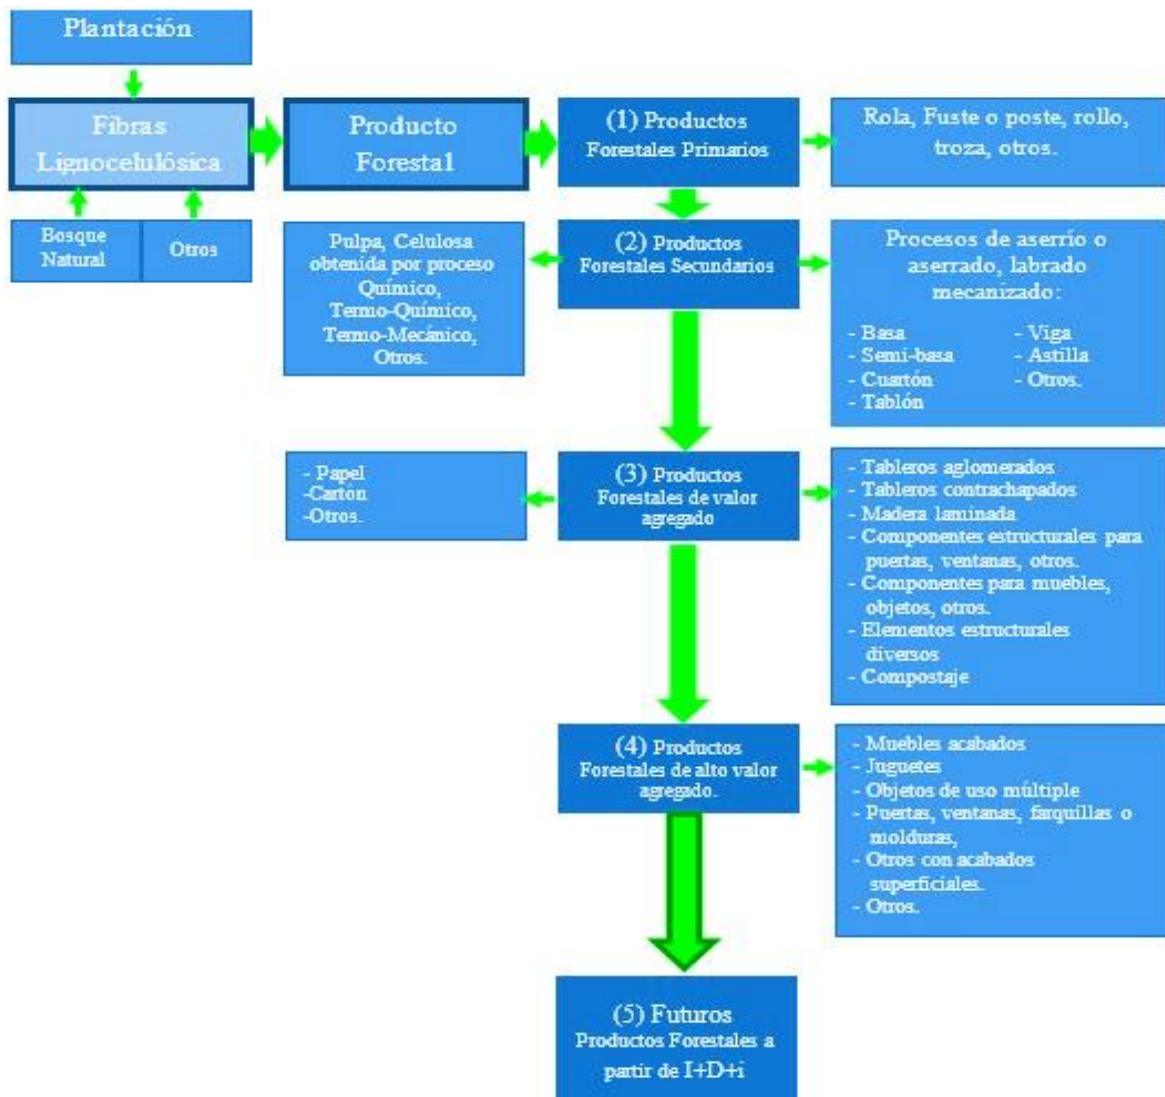 Plantación
Fibras
Lignocelulósica
Bosque
Natural
Otros
Producto
Forestal
(1) Productos
Forestales Primarios
Rola, Fuste o poste, rollo,
troza, otros.
(2) Productos
Forestales Secundarios
Pulpa, Celulosa
obtenida por proceso
Químico,
Termo-Químico,
Termo-Mecánico,
Otros.
Procesos de aserrío o
aserrado, labrado
mecanizado:
- Basa
- Semi-basa
- Cuartón
- Tablón
- Viga
- Astilla
- Otros.
(3) Productos
Forestales de valor
agregado
- Papel
-Cartón
-Otros.
- Tableros aglomerados
- Tableros contrachapados
- Madera laminada
- Componentes estructurales para
puertas, ventanas, otros.
- Componentes para muebles,
objetos, otros.
- Elementos estructurales
diversos
- Compostaje
(4) Productos
Forestales de alto valor
agregado.
- Muebles acabados
- Juguetes
- Objetos de uso múltiple
- Puertas, ventanas, farquillas o
molduras,
- Otros con acabados
superficiales.
- Otros.
(5) Futuros
Productos Forestales a
partir de I+D+i